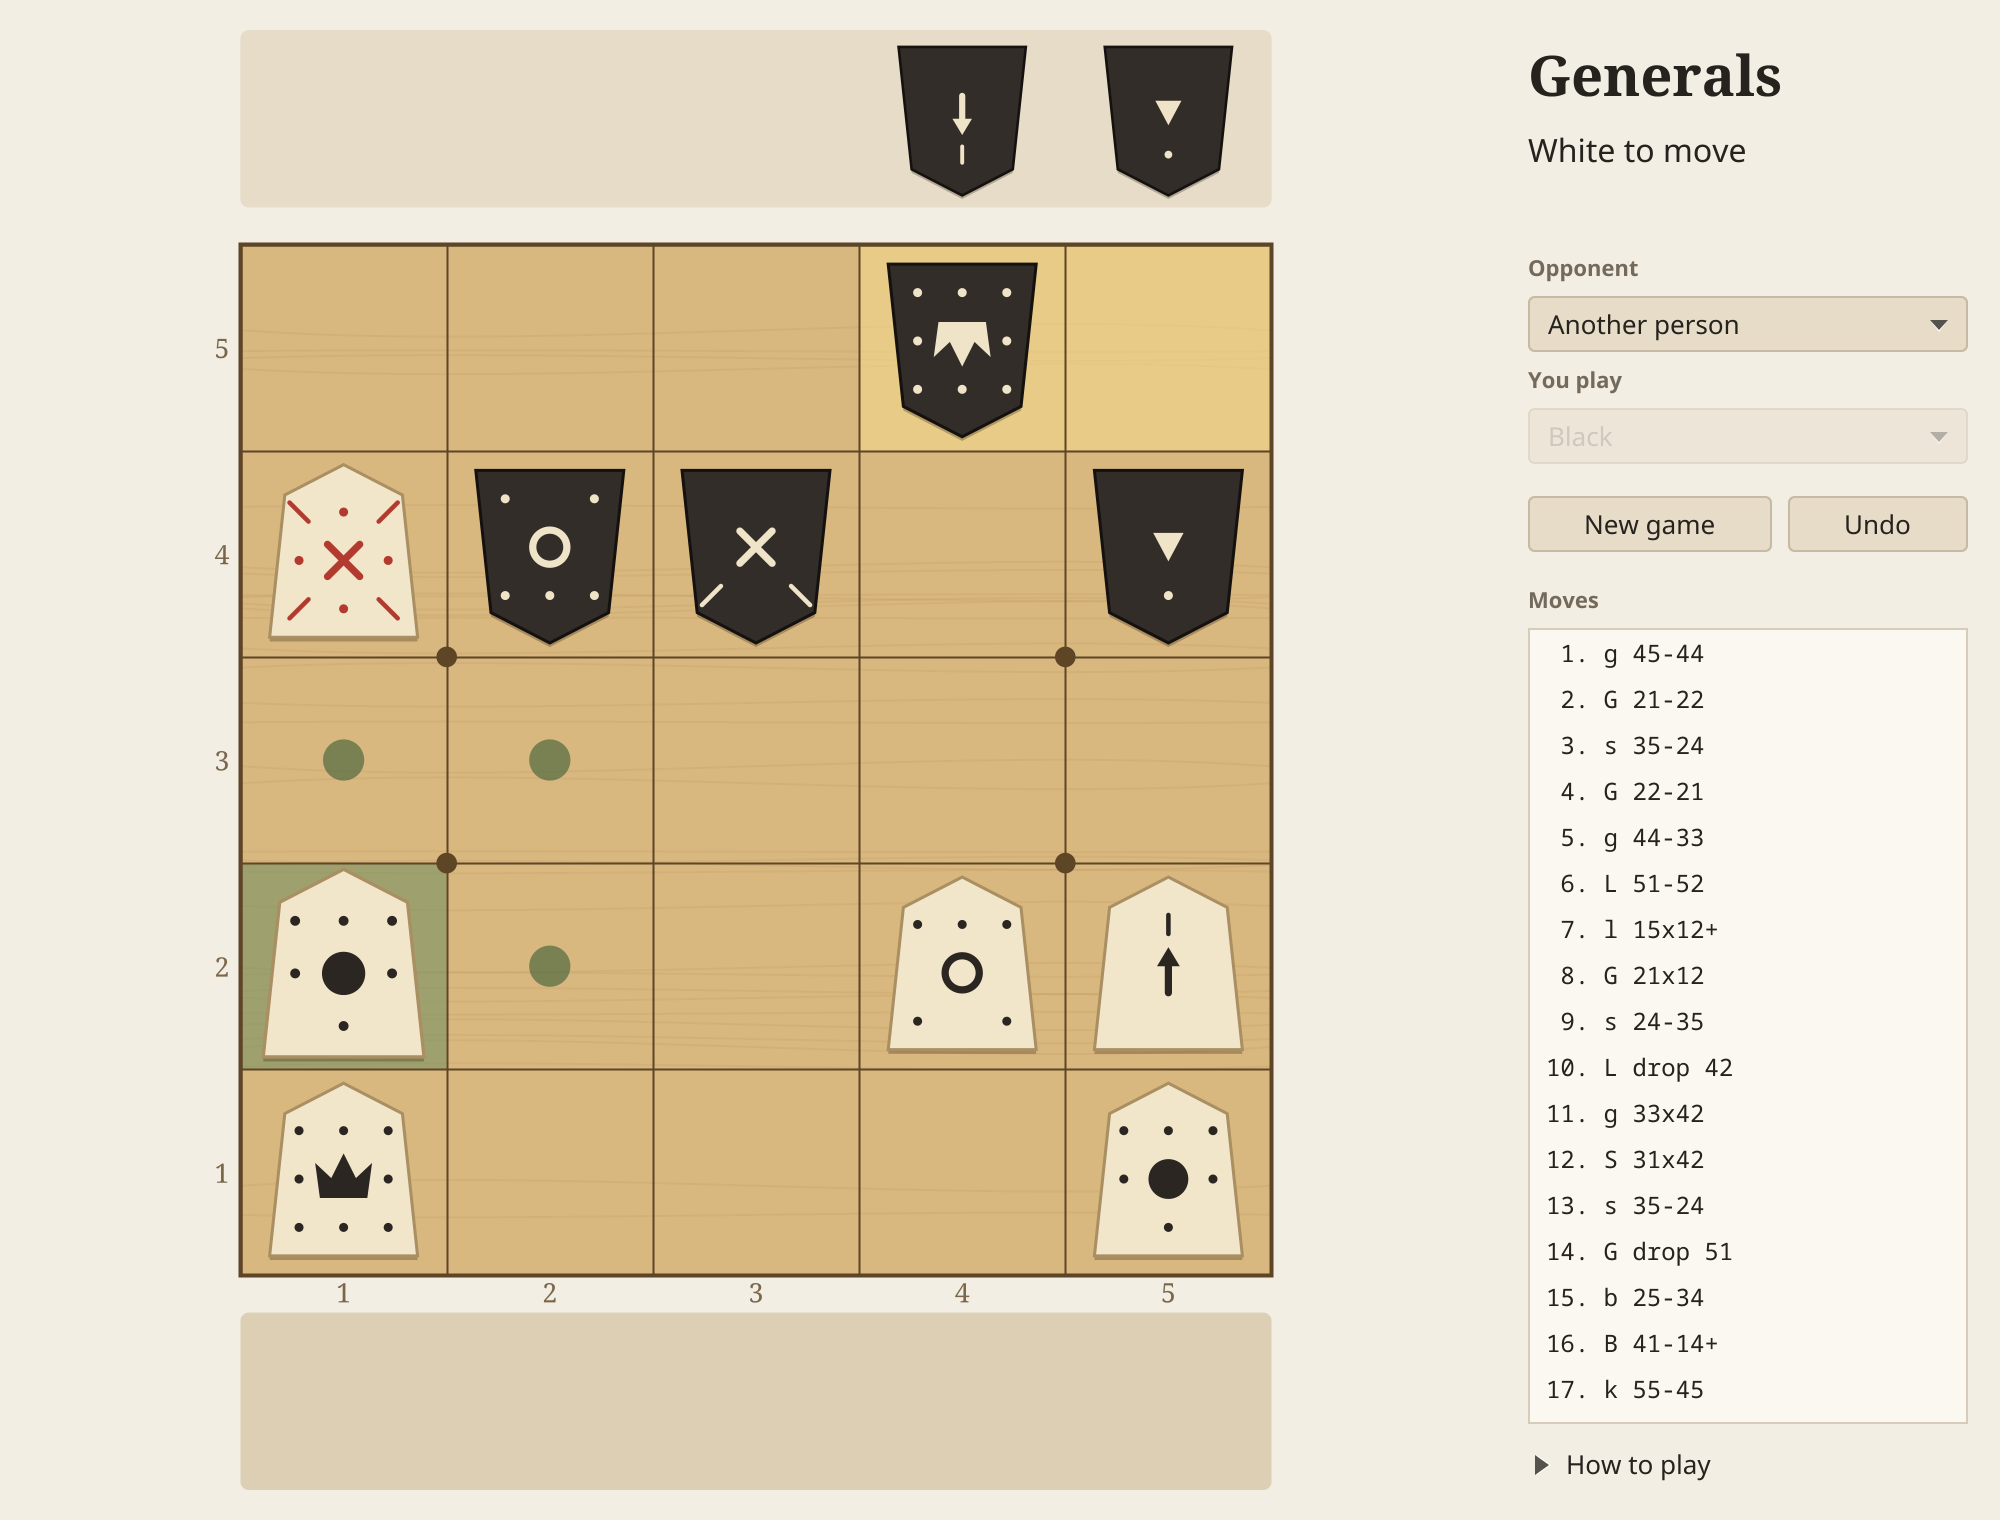 Generals
White to move
Opponent
Another person
You play
Black
New game
Undo
Moves
1. g 45-44
2. G 21-22
3. s 35-24
4. G 22-21
5. g 44-33
6. L 51-52
7. l 15x12+
8. G 21x12
9. s 24-35
10. L drop 42
11. g 33x42
12. S 31x42
13. s 35-24
14. G drop 51
15. b 25-34
16. B 41-14+
17. k 55-45
How to play
5
4
3
2
1
1 2 3 4 5